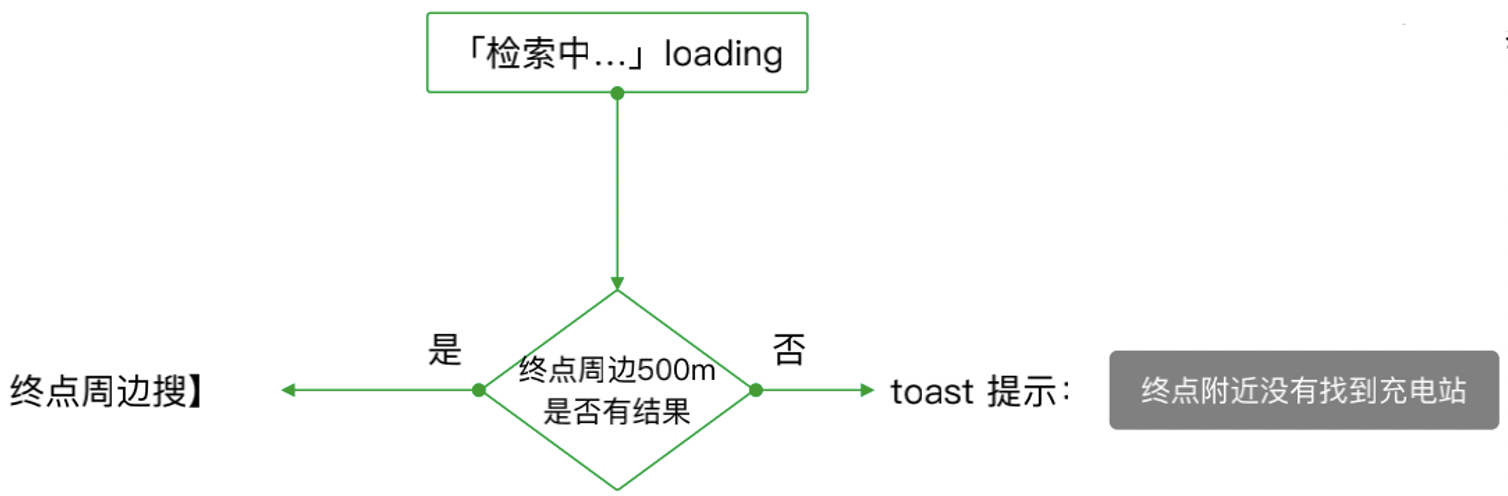 「检索中...」loading
是
否
终点周边500m
是否有结果
终点周边搜】
toast 提示：
终点附近没有找到充电站